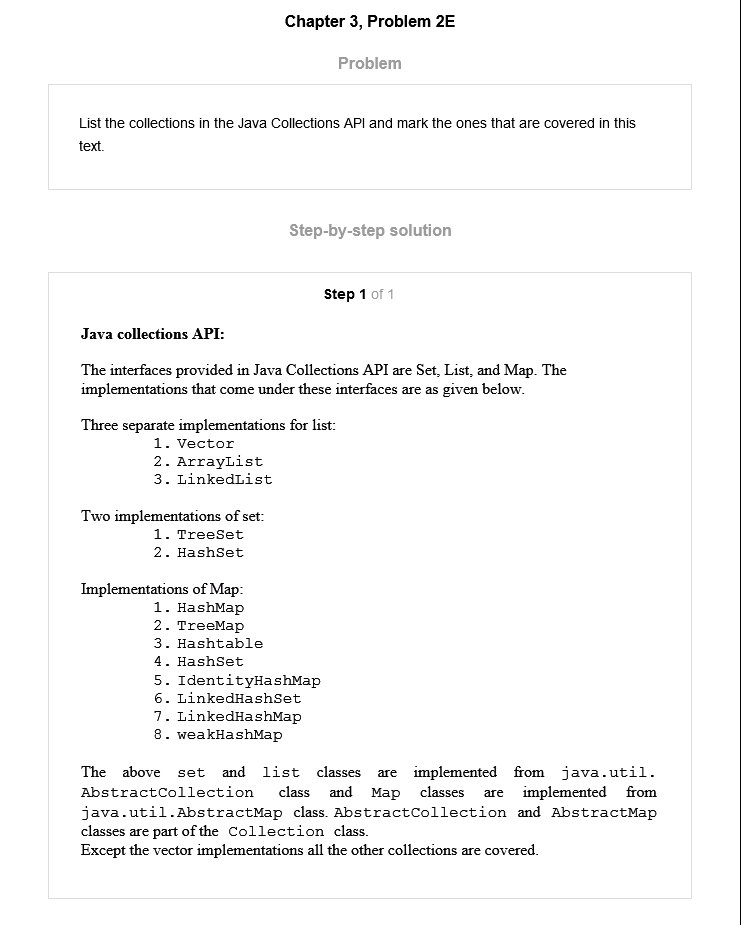 Chapter 3, Problem 2E
Problem
List the collections in the Java Collections API and mark the ones that are covered in this
text.
Step-by-step solution
Step 1 of 1
Java collections API:
The interfaces provided in Java Collections API are Set, List, and Map. The
implementations that come under these interfaces are as given below.
Three separate implementations for list:
1. Vector
2. ArrayList
3. LinkedList
Two implementations of set:
1. TreeSet
2. HashSet
Implementations of Map:
1. HashMap
2. TreeMap
3. Hashtable
4. HashSet
5. IdentityHashMap
6. LinkedHashSet
7. LinkedHashMap
8. weakHashMap
The above set and list classes are implemented from java.util.
AbstractCollection class and Map classes are implemented from
java.util.AbstractMap class. AbstractCollection and AbstractMap
classes are part of the Collection class.
Except the vector implementations all the other collections are covered.